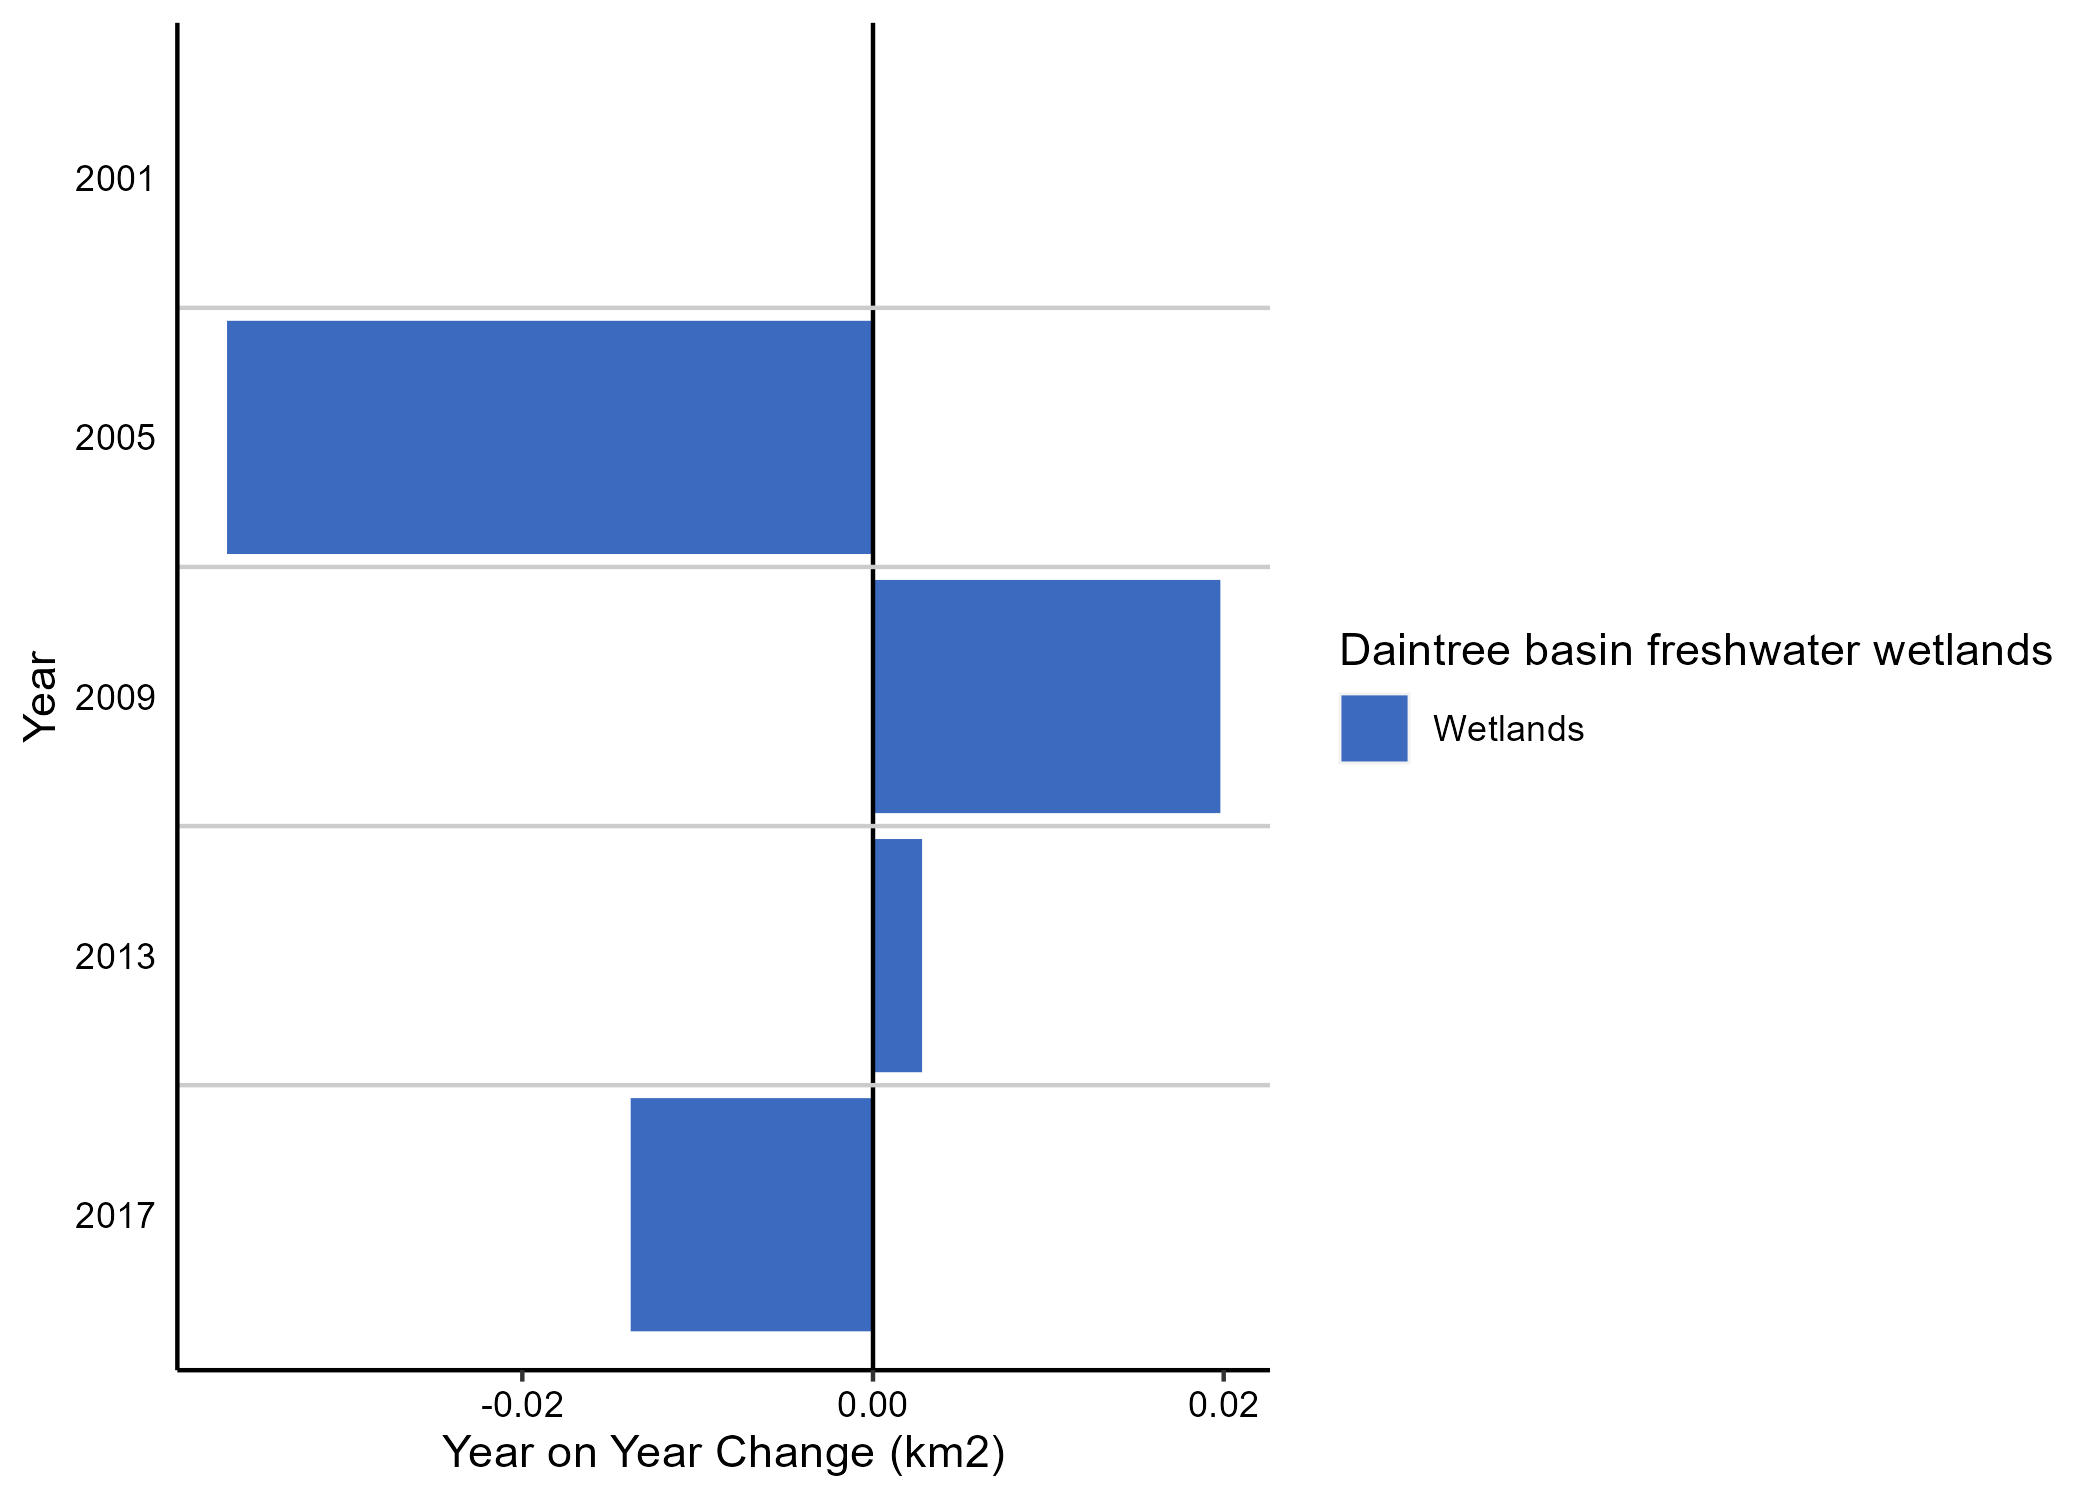 Year
2001
2005
2009
2013
2017
-0.02
0.00
0.02
Year on Year Change (km2)
Daintree basin freshwater wetlands
Wetlands